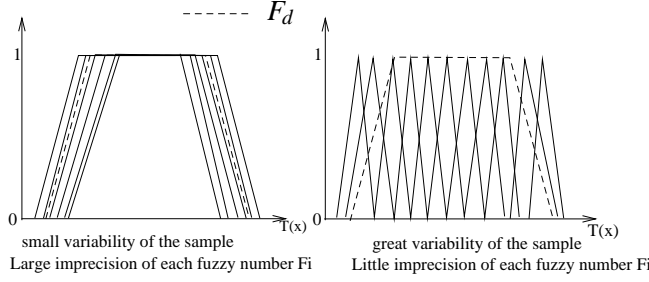 F_d
1
0
T(x)
small variability of the sample
Large imprecision of each fuzzy number Fi
1
0
T(x)
great variability of the sample
Little imprecision of each fuzzy number Fi